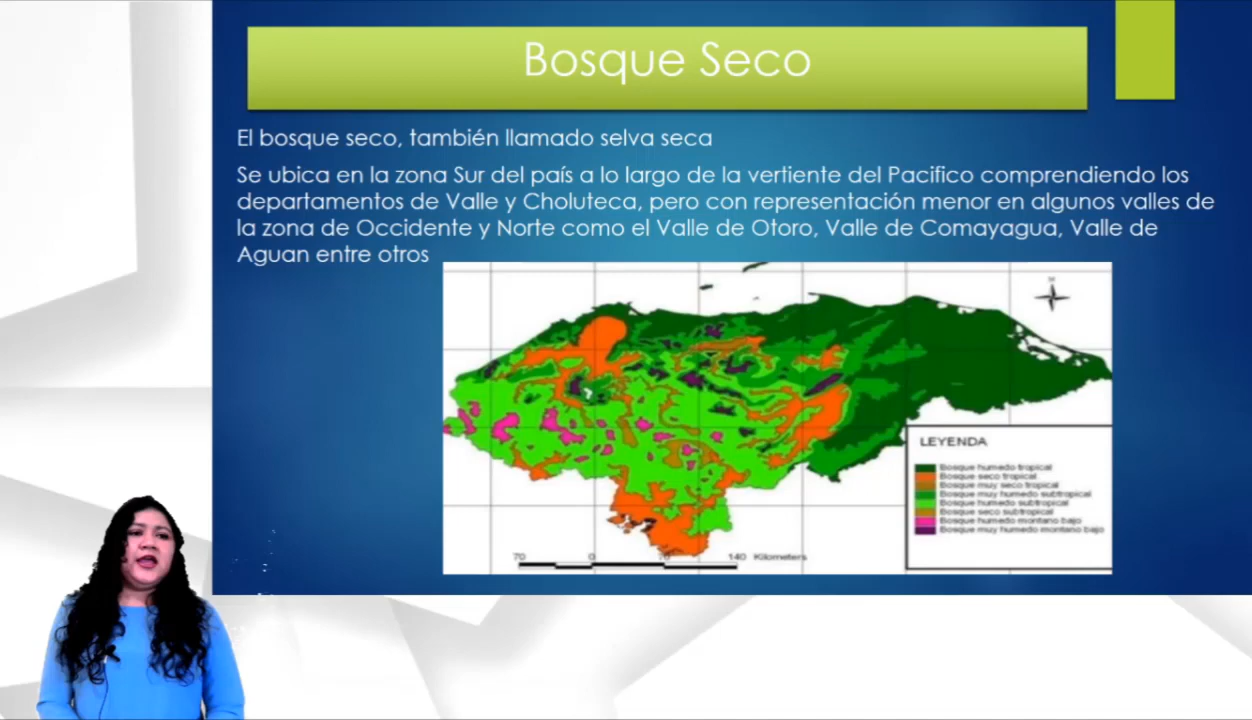 Bosque Seco
El bosque seco, también llamado selva seca
Se ubica en la zona Sur del país a lo largo de la vertiente del Pacifico comprendiendo los
departamentos de Valle y Choluteca, pero con representación menor en algunos valles de
la zona de Occidente y Norte como el Valle de Otoro, Valle de Comayagua, Valle de
Aguan entre otros
LEYENDA
Bosque humedo tropical
Bosque seco tropical
Bosque muy seco tropical
Bosque muy humedo subtropical
Bosque humedo subtropical
Bosque seco subtropical
Bosque humedo montano bajo
Bosque muy humedo montano bajo
70 0 70 140 Kilometers